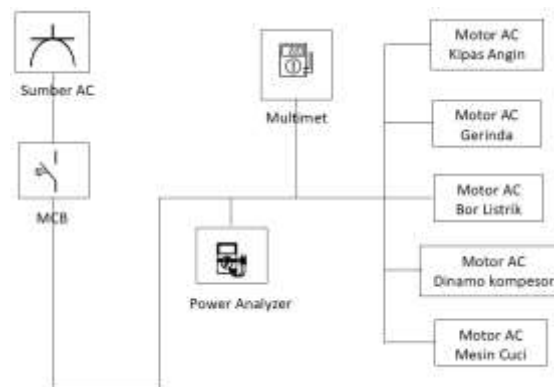 Sumber AC
MCB
Multimet
Power Analyzer
Motor AC
Kipas Angin
Motor AC
Gerinda
Motor AC
Bor Listrik
Motor AC
Dinamo kompesor
Motor AC
Mesin Cuci